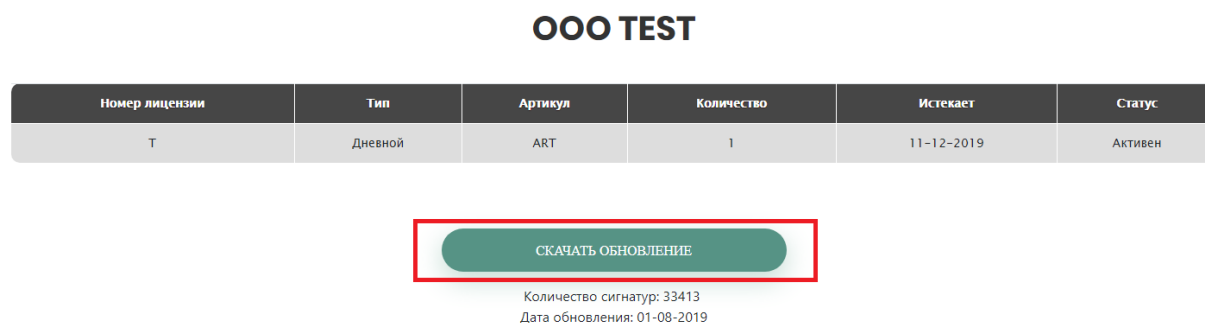 ООО TEST
Номер лицензии Тип Артикул Количество Истекает Статус
T Дневной ART 1 11-12-2019 Активен
СКАЧАТЬ ОБНОВЛЕНИЕ
Количество сигнатур: 33413
Дата обновления: 01-08-2019